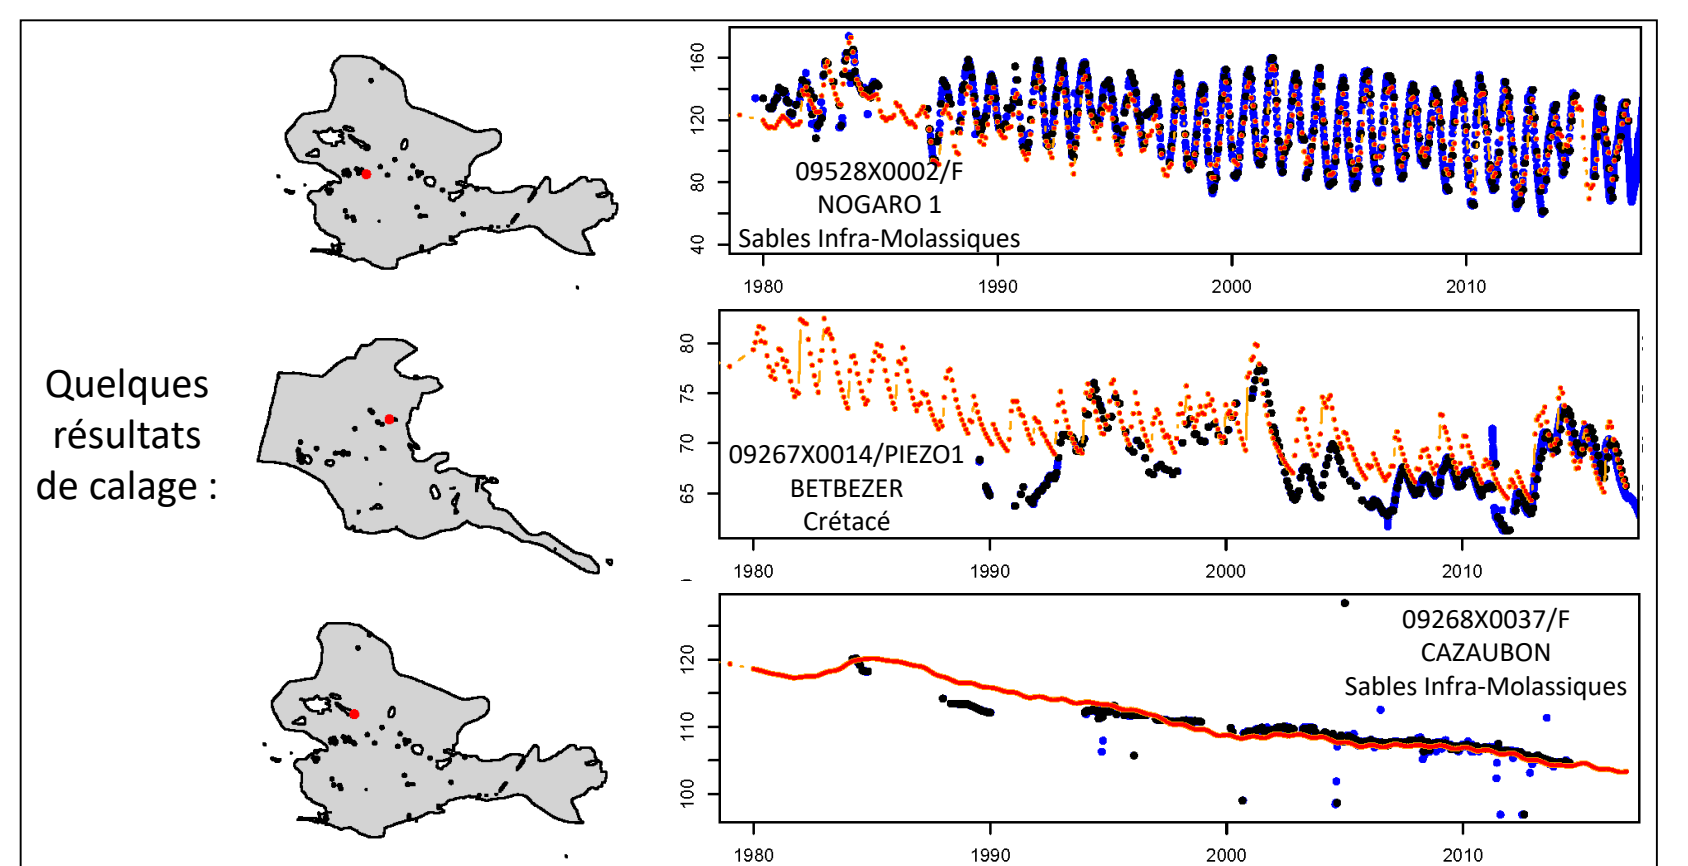 Quelques
résultats
de calage :
160
120
80
40
09528X0002/F
NOGARO 1
Sables Infra-Molassiques
1980 1990 2000 2010
80
75
70
65
09267X0014/PIEZO1
BETBEZER
Crétacé
1980 1990 2000 2010
120
110
100
09268X0037/F
CAZAUBON
Sables Infra-Molassiques
1980 1990 2000 2010